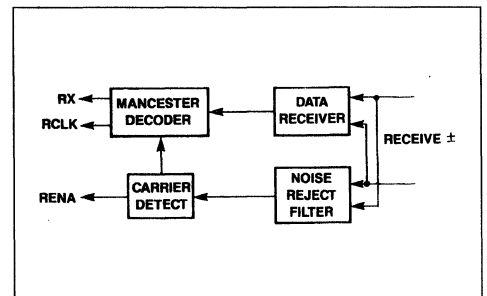 RX
RCLK
MANCESTER
DECODER
DATA
RECEIVER
RECEIVE ±
RENA
CARRIER
DETECT
NOISE
REJECT
FILTER